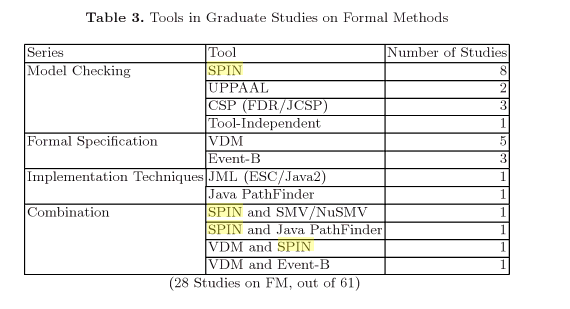 Table 3. Tools in Graduate Studies on Formal Methods
Series Tool Number of Studies
Model Checking SPIN 8
UPPAAL 2
CSP (FDR/JCSP) 3
Tool-Independent 1
Formal Specification VDM 5
Event-B 3
Implementation Techniques JML (ESC/Java2) 1
Java PathFinder 1
Combination SPIN and SMV/NuSMV 1
SPIN and Java PathFinder 1
VDM and SPIN 1
VDM and Event-B 1
(28 Studies on FM, out of 61)